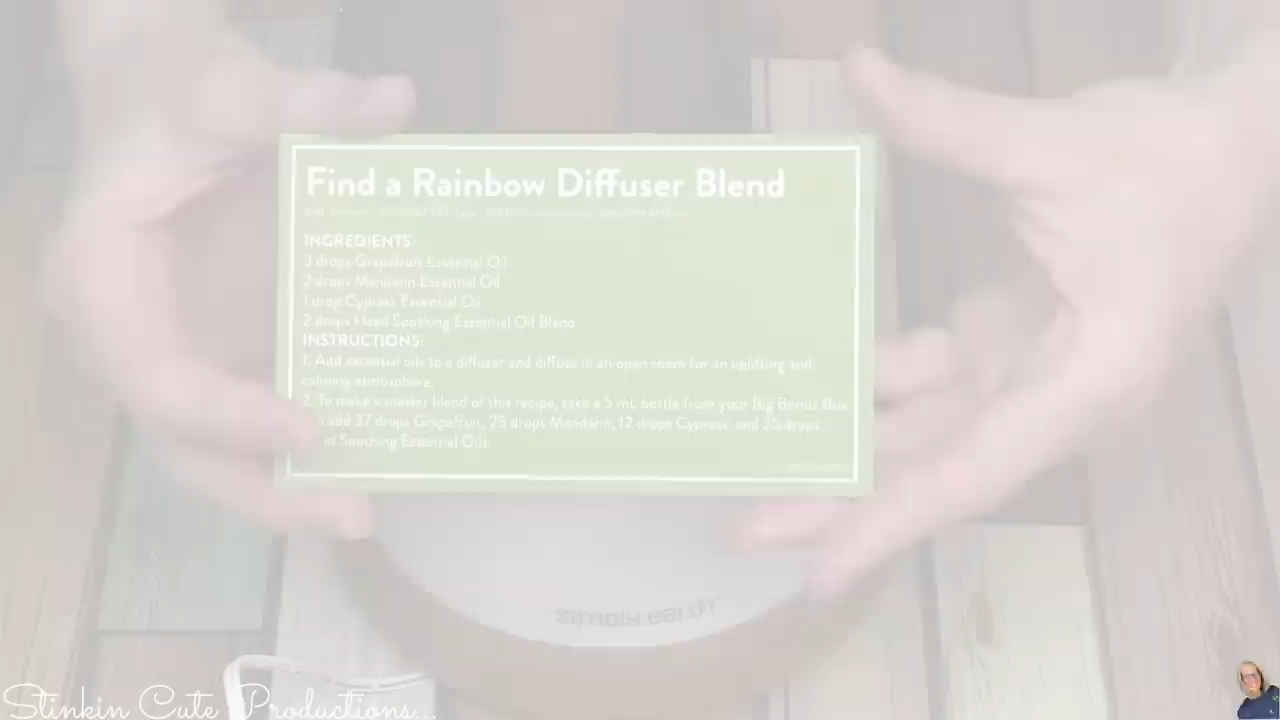 Find a Rainbow Diffuser Blend
INGREDIENTS:
3 drops Grapefruit Essential Oil
2 drops Mandarin Essential Oil
1 drop Cypress Essential Oil
2 drops Head Soothing Essential Oil Blend
INSTRUCTIONS:
1. Add essential oils to a diffuser and diffuse in an open room for an uplifting and
calming atmosphere.
2. To make a master blend of this recipe, take a 5 mL bottle from your Big Bonus Box
add 37 drops Grapefruit, 25 drops Mandarin, 12 drops Cypress, and 25 drops
Soothing Essential Oils.
simply earth
Stinkin Cute Productions...